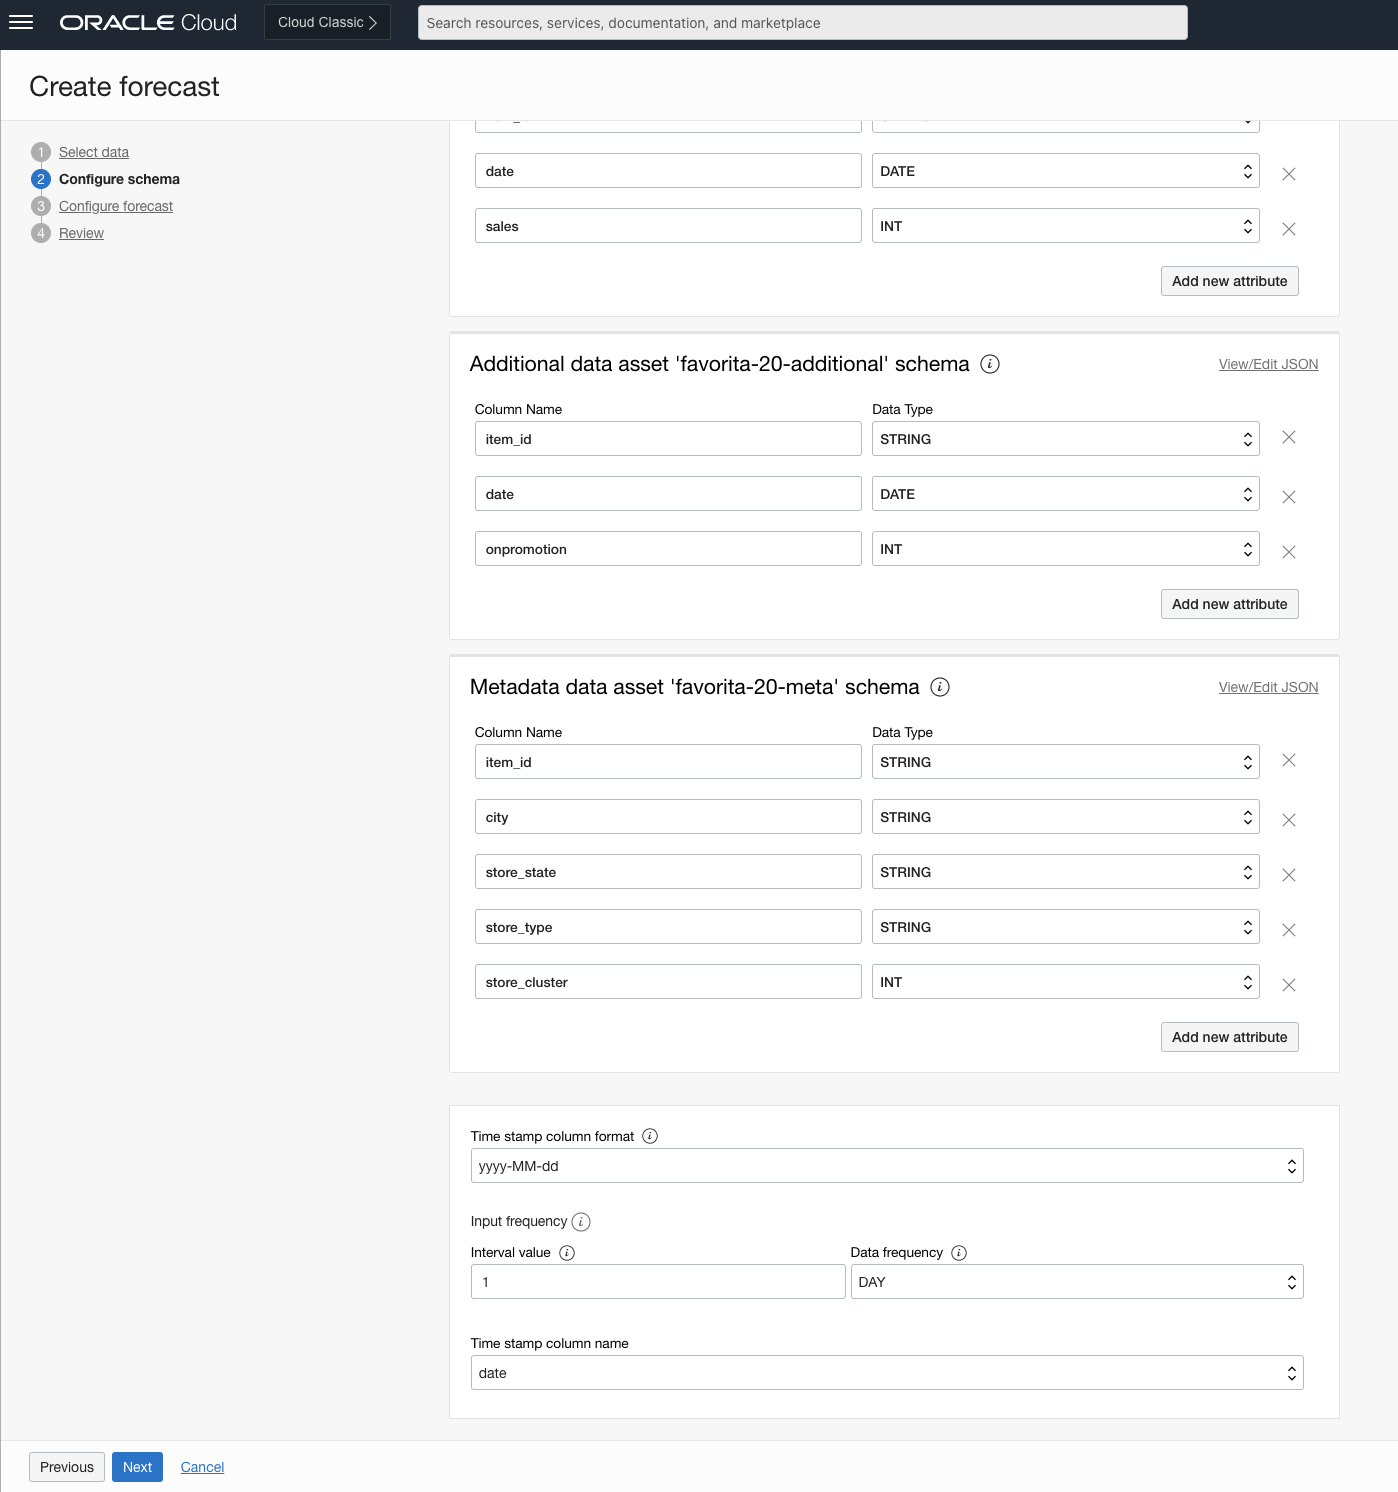 ORACLE Cloud
Cloud Classic
Search resources, services, documentation, and marketplace
Create forecast
1 Select data
2 Configure schema
3 Configure forecast
4 Review
date DATE
sales INT
Add new attribute
Additional data asset 'favorita-20-additional' schema i View/Edit JSON
Column Name Data Type
item_id STRING
date DATE
onpromotion INT
Add new attribute
Metadata data asset 'favorita-20-meta' schema i View/Edit JSON
Column Name Data Type
item_id STRING
city STRING
store_state STRING
store_type STRING
store_cluster INT
Add new attribute
Time stamp column format i
yyyy-MM-dd
Input frequency i
Interval value i Data frequency i
1 DAY
Time stamp column name
date
Previous Next Cancel